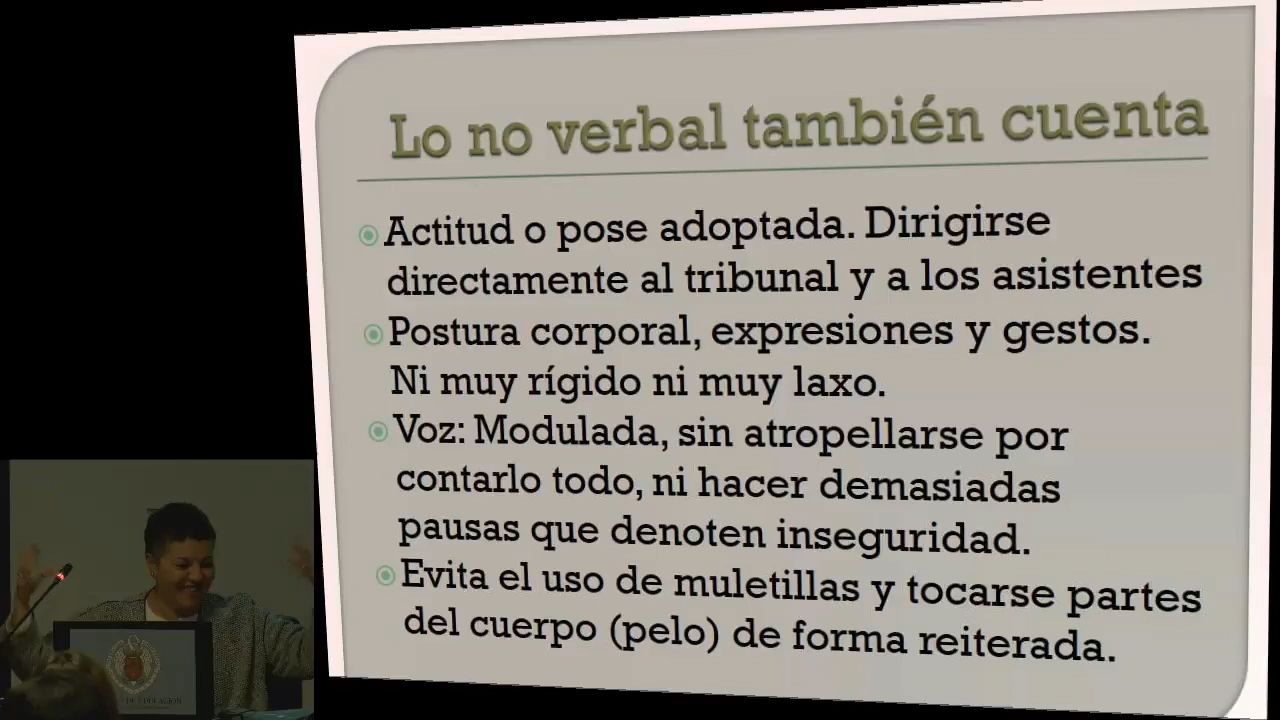 Lo no verbal también cuenta
Actitud o pose adoptada. Dirigirse
directamente al tribunal y a los asistentes
Postura corporal, expresiones y gestos.
Ni muy rígido ni muy laxo.
Voz: Modulada, sin atropellarse por
contarlo todo, ni hacer demasiadas
pausas que denoten inseguridad.
Evita el uso de muletillas y tocarse partes
del cuerpo (pelo) de forma reiterada.
DE EDUCACIÓN